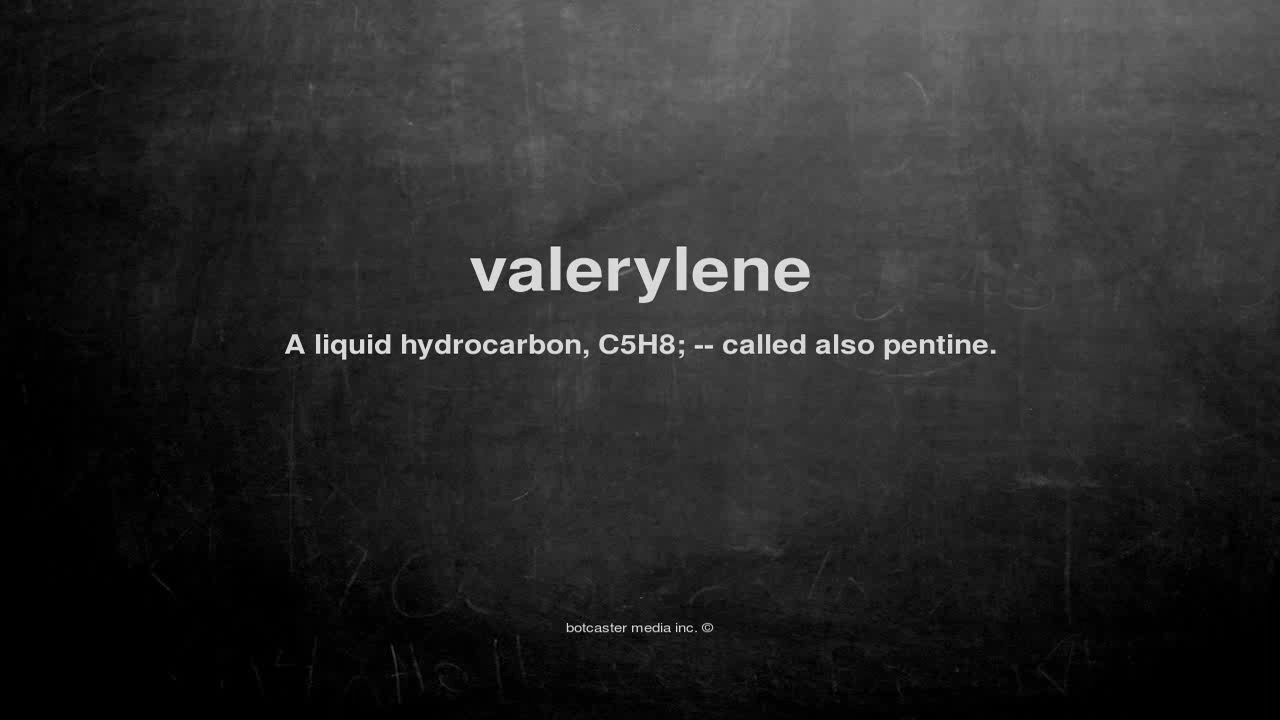 valerylene
A liquid hydrocarbon, C5H8; -- called also pentine.
botcaster media inc. ©